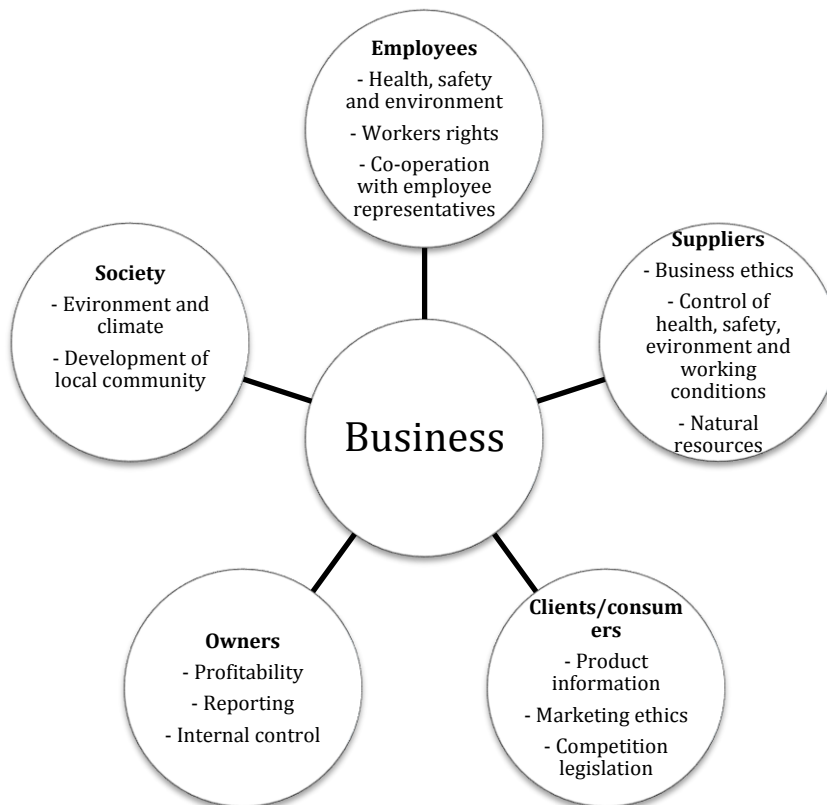 Employees
- Health, safety
and environment
- Workers rights
- Co-operation
with employee
representatives
Suppliers
- Business ethics
- Control of
health, safety,
evironment and
working
conditions
- Natural
resources
Society
- Evironment and
climate
- Development of
local community
Business
Clients/consum
ers
- Product
information
- Marketing ethics
- Competition
legislation
Owners
- Profitability
- Reporting
- Internal control